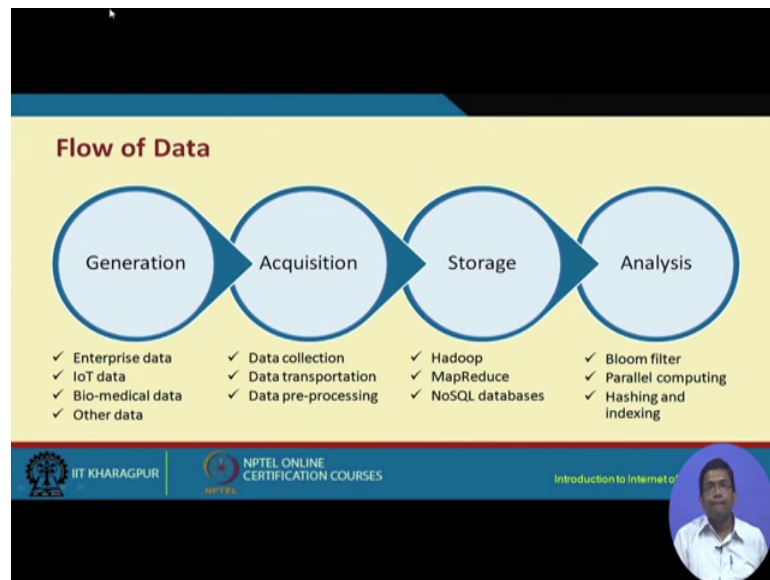 Flow of Data
Generation
Acquisition
Storage
Analysis
✓ Enterprise data
✓ IoT data
✓ Bio-medical data
✓ Other data
✓ Data collection
✓ Data transportation
✓ Data pre-processing
✓ Hadoop
✓ MapReduce
✓ NoSQL databases
✓ Bloom filter
✓ Parallel computing
✓ Hashing and
indexing
IIT KHARAGPUR
NPTEL
NPTEL ONLINE
CERTIFICATION COURSES
Introduction to Internet of